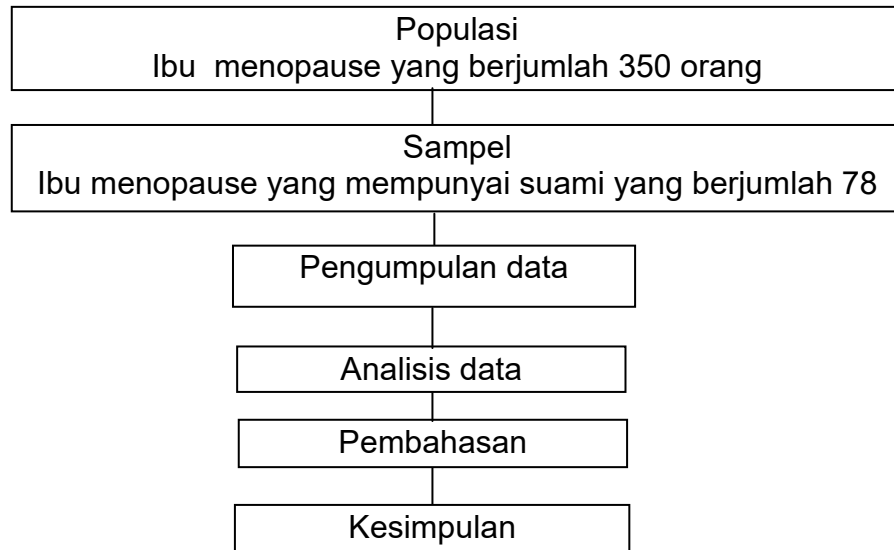 Populasi
Ibu menopause yang berjumlah 350 orang
Sampel
Ibu menopause yang mempunyai suami yang berjumlah 78
Pengumpulan data
Analisis data
Pembahasan
Kesimpulan